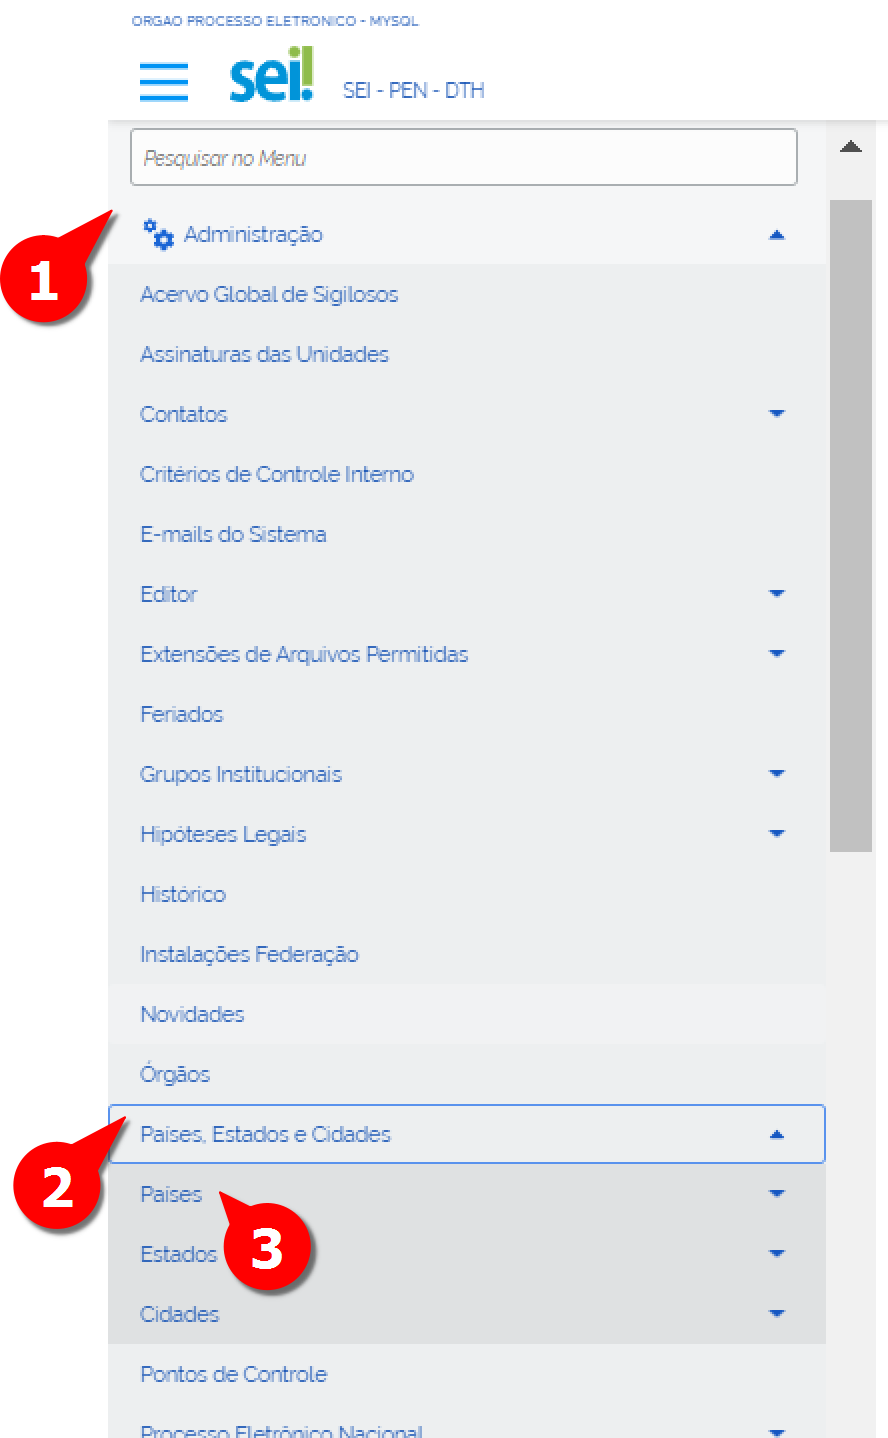 ORGAO PROCESSO ELETRONICO - MYSQL
sei!
SEI - PEN - DTH
Pesquisar no Menu
1
Administração
Acervo Global de Sigilosos
Assinaturas das Unidades
Contatos
Critérios de Controle Interno
E-mails do Sistema
Editor
Extensões de Arquivos Permitidas
Feriados
Grupos Institucionais
Hipóteses Legais
Histórico
Instalações Federação
Novidades
Órgãos
Países, Estados e Cidades
2
Países
3
Estados
Cidades
Pontos de Controle
Processo Eletrônico Nacional